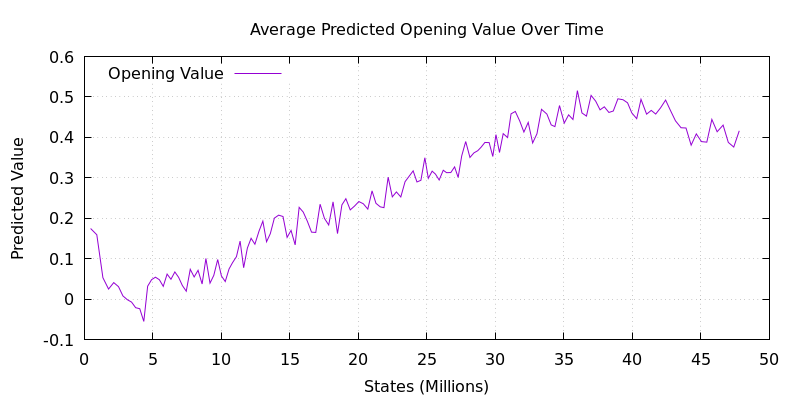 Average Predicted Opening Value Over Time
0.6
Opening Value
0.5
0.4
0.3
0.2
0.1
0
-0.1
Predicted Value
0 5 10 15 20 25 30 35 40 45 50
States (Millions)